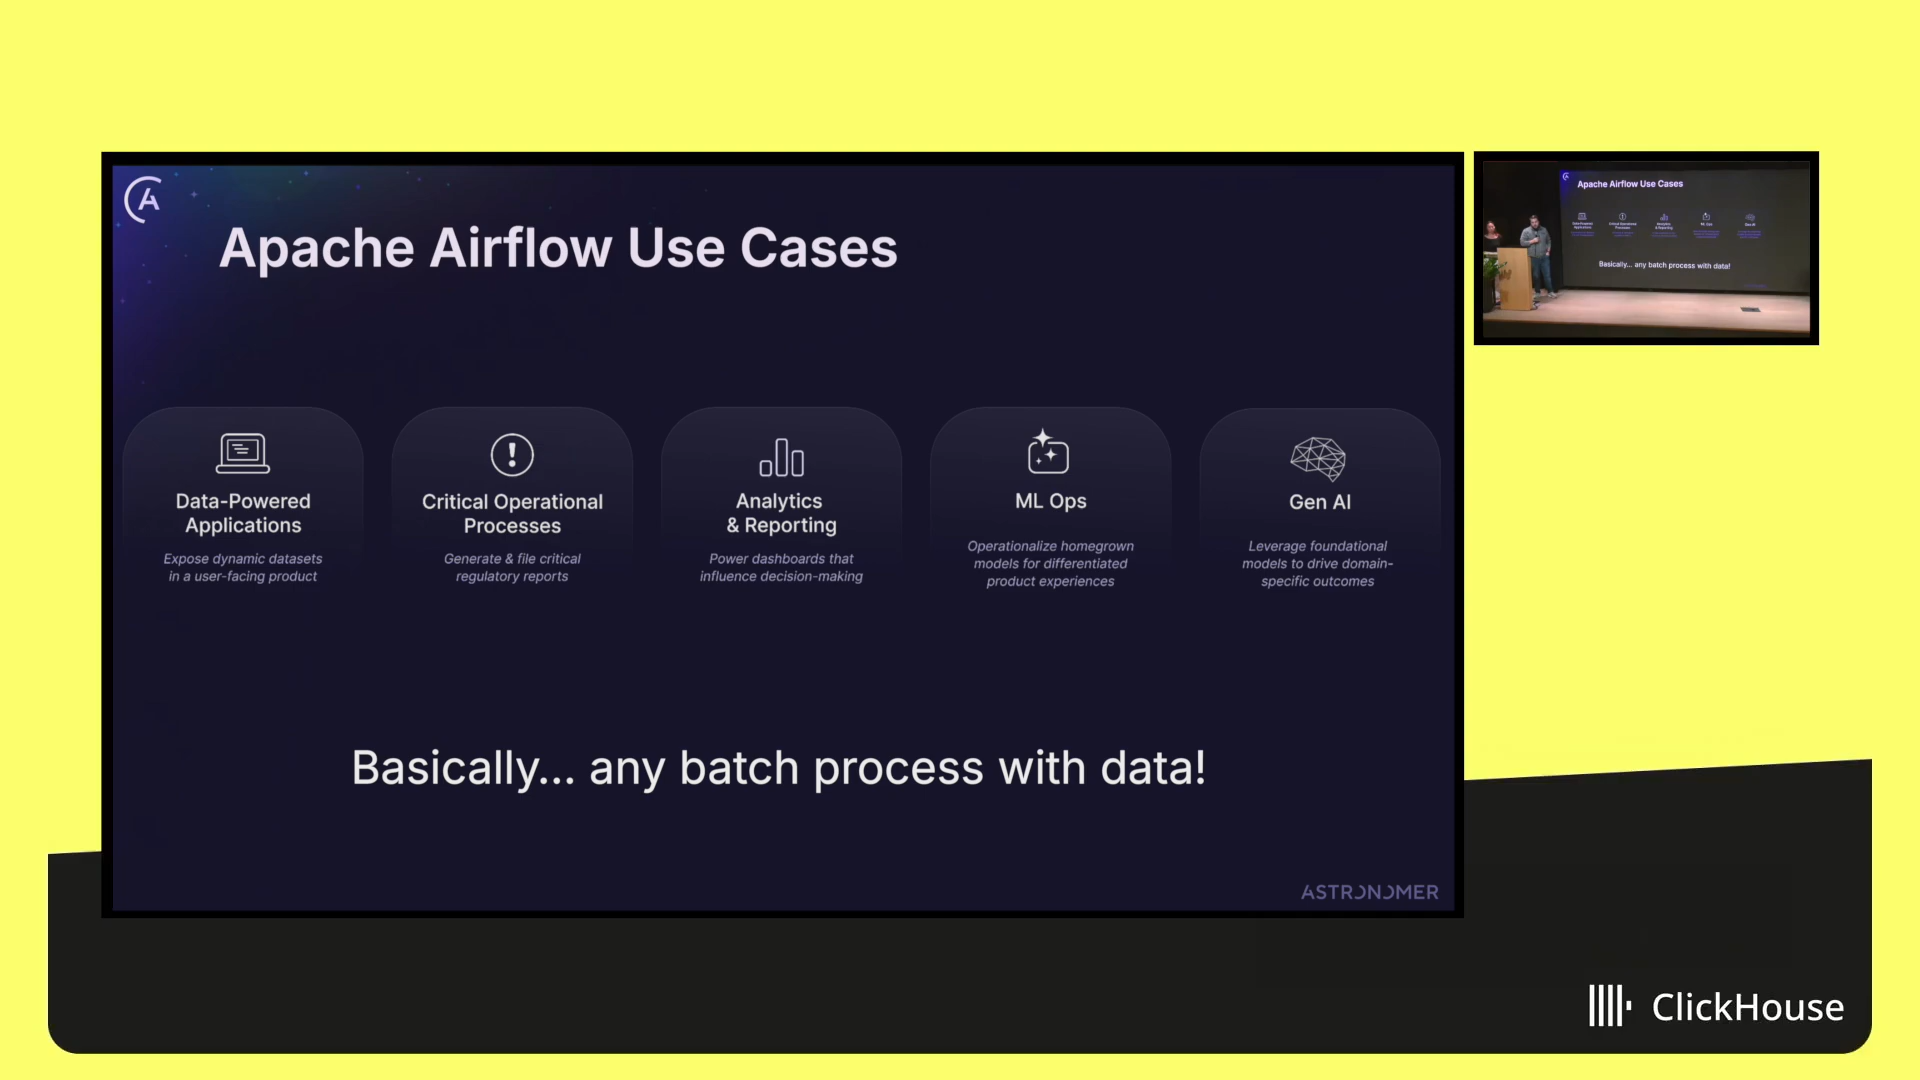 Apache Airflow Use Cases
Data-Powered
Applications
Expose dynamic datasets
in a user-facing product
Critical Operational
Processes
Generate & file critical
regulatory reports
Analytics
& Reporting
Power dashboards that
influence decision-making
ML Ops
Operationalize homegrown
models for differentiated
product experiences
Gen AI
Leverage foundational
models to drive domain-
specific outcomes
Basically... any batch process with data!
ASTRONOMER
Apache Airflow Use Cases
Basically... any batch process with data!
ClickHouse